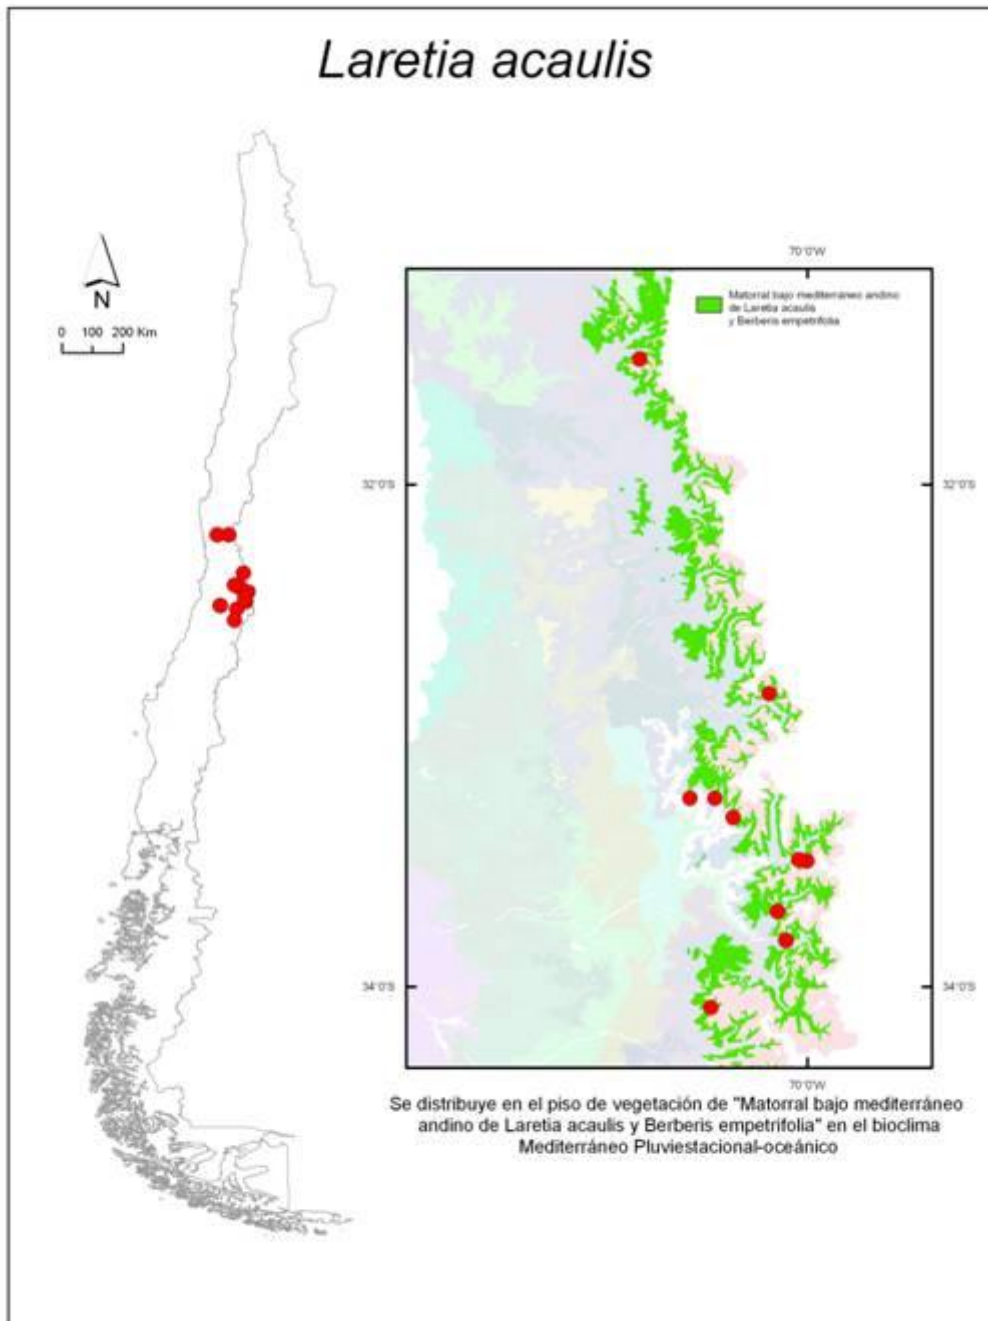 Laretia acaulis
N
0 100 200 Km
70°0'W
Matorral bajo mediterráneo andino
de Laretia acaulis
y Berberis empetrifolia
32°0'S
32°0'S
34°0'S
34°0'S
70°0'W
Se distribuye en el piso de vegetación de "Matorral bajo mediterráneo
andino de Laretia acaulis y Berberis empetrifolia" en el bioclima
Mediterráneo Pluviestacional-oceánico